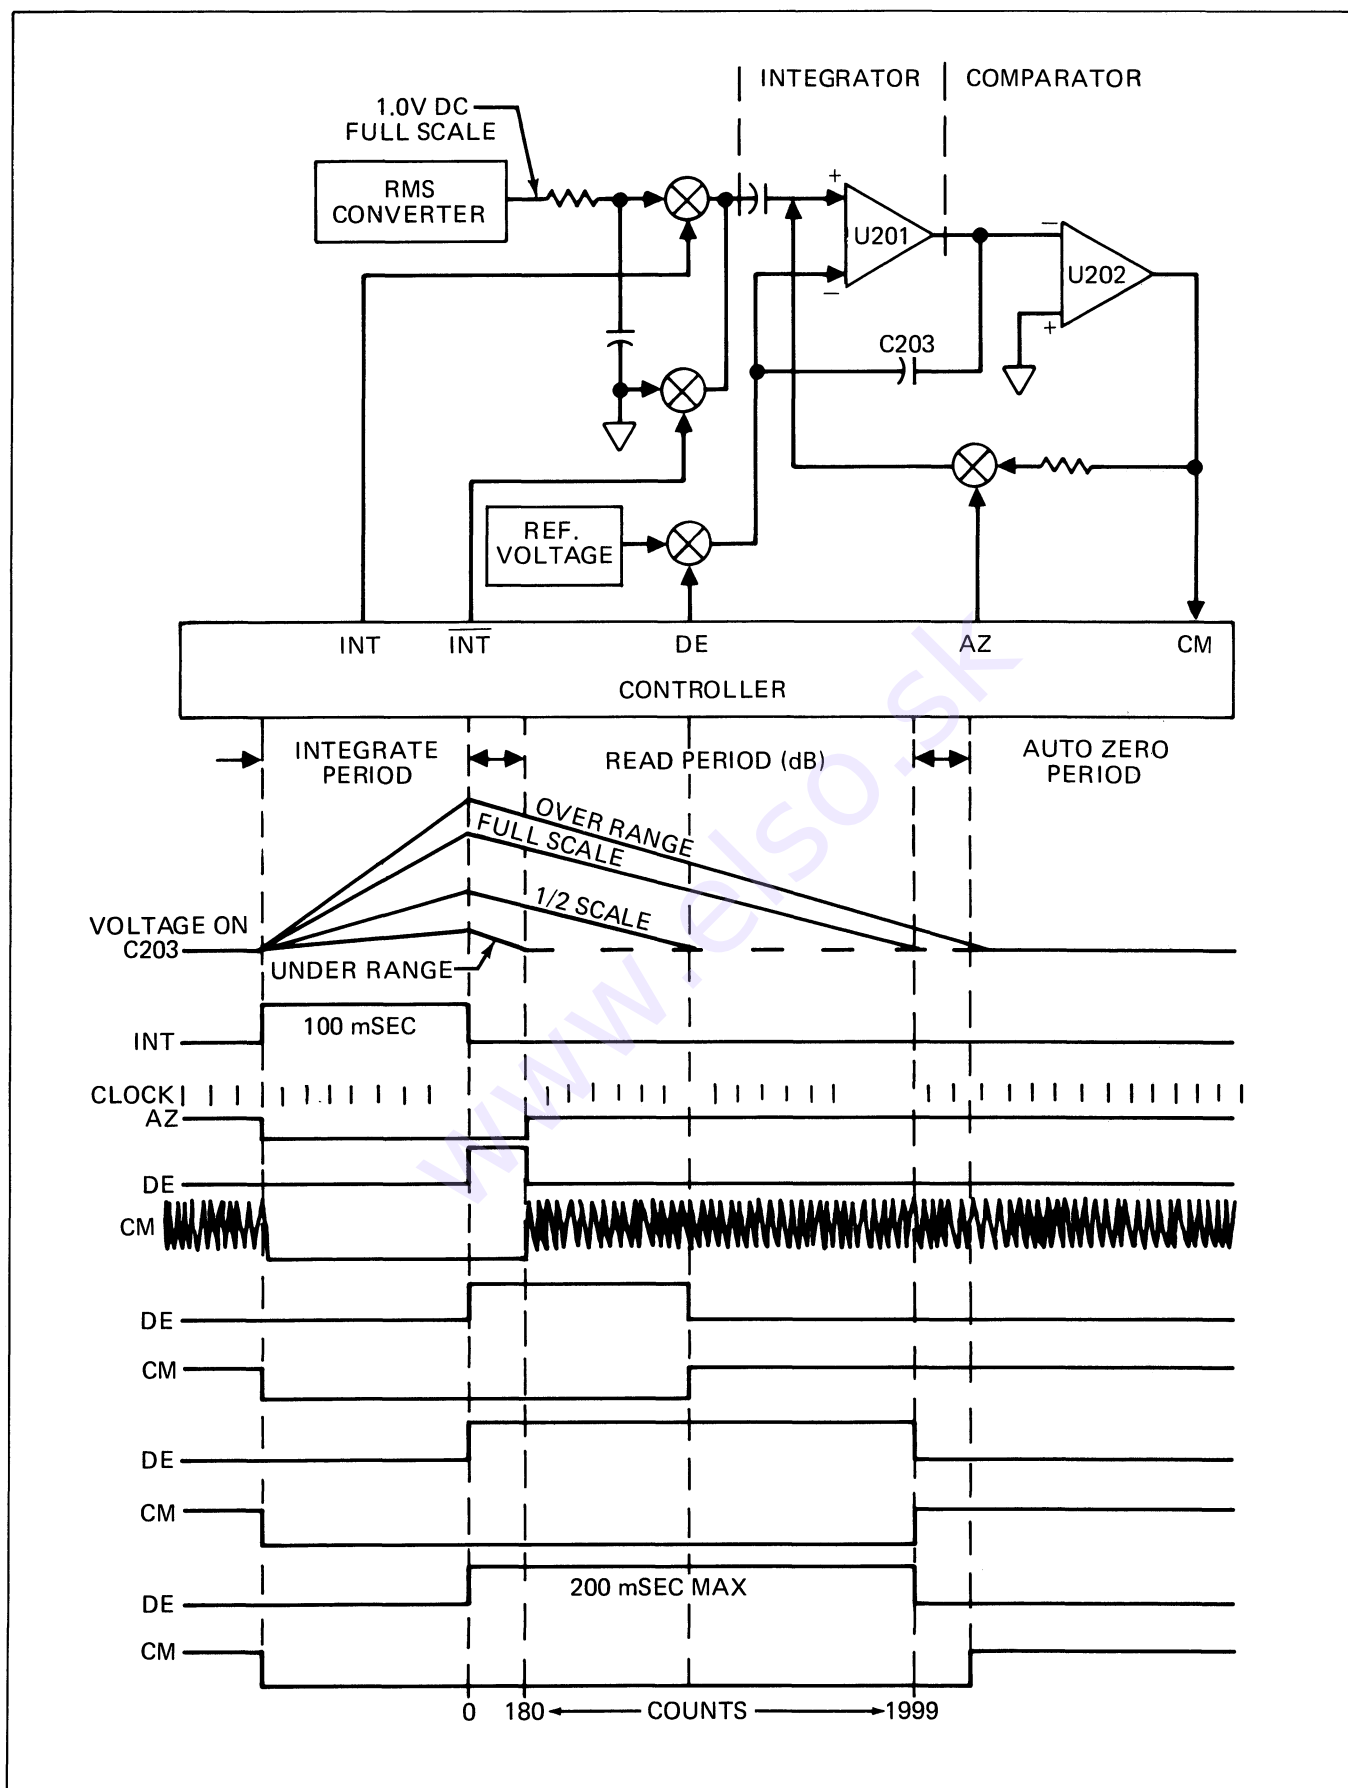 INTEGRATOR
COMPARATOR
1.0V DC
FULL SCALE
RMS
CONVERTER
+
U201
−
−
U202
+
C203
REF.
VOLTAGE
INT
INT
DE
AZ
CM
CONTROLLER
INTEGRATE
PERIOD
READ PERIOD (dB)
AUTO ZERO
PERIOD
OVER RANGE
FULL SCALE
1/2 SCALE
VOLTAGE ON
C203
UNDER RANGE
100 mSEC
INT
CLOCK
AZ
DE
CM
DE
CM
DE
CM
200 mSEC MAX
DE
CM
0 180 COUNTS 1999
www.elso.sk